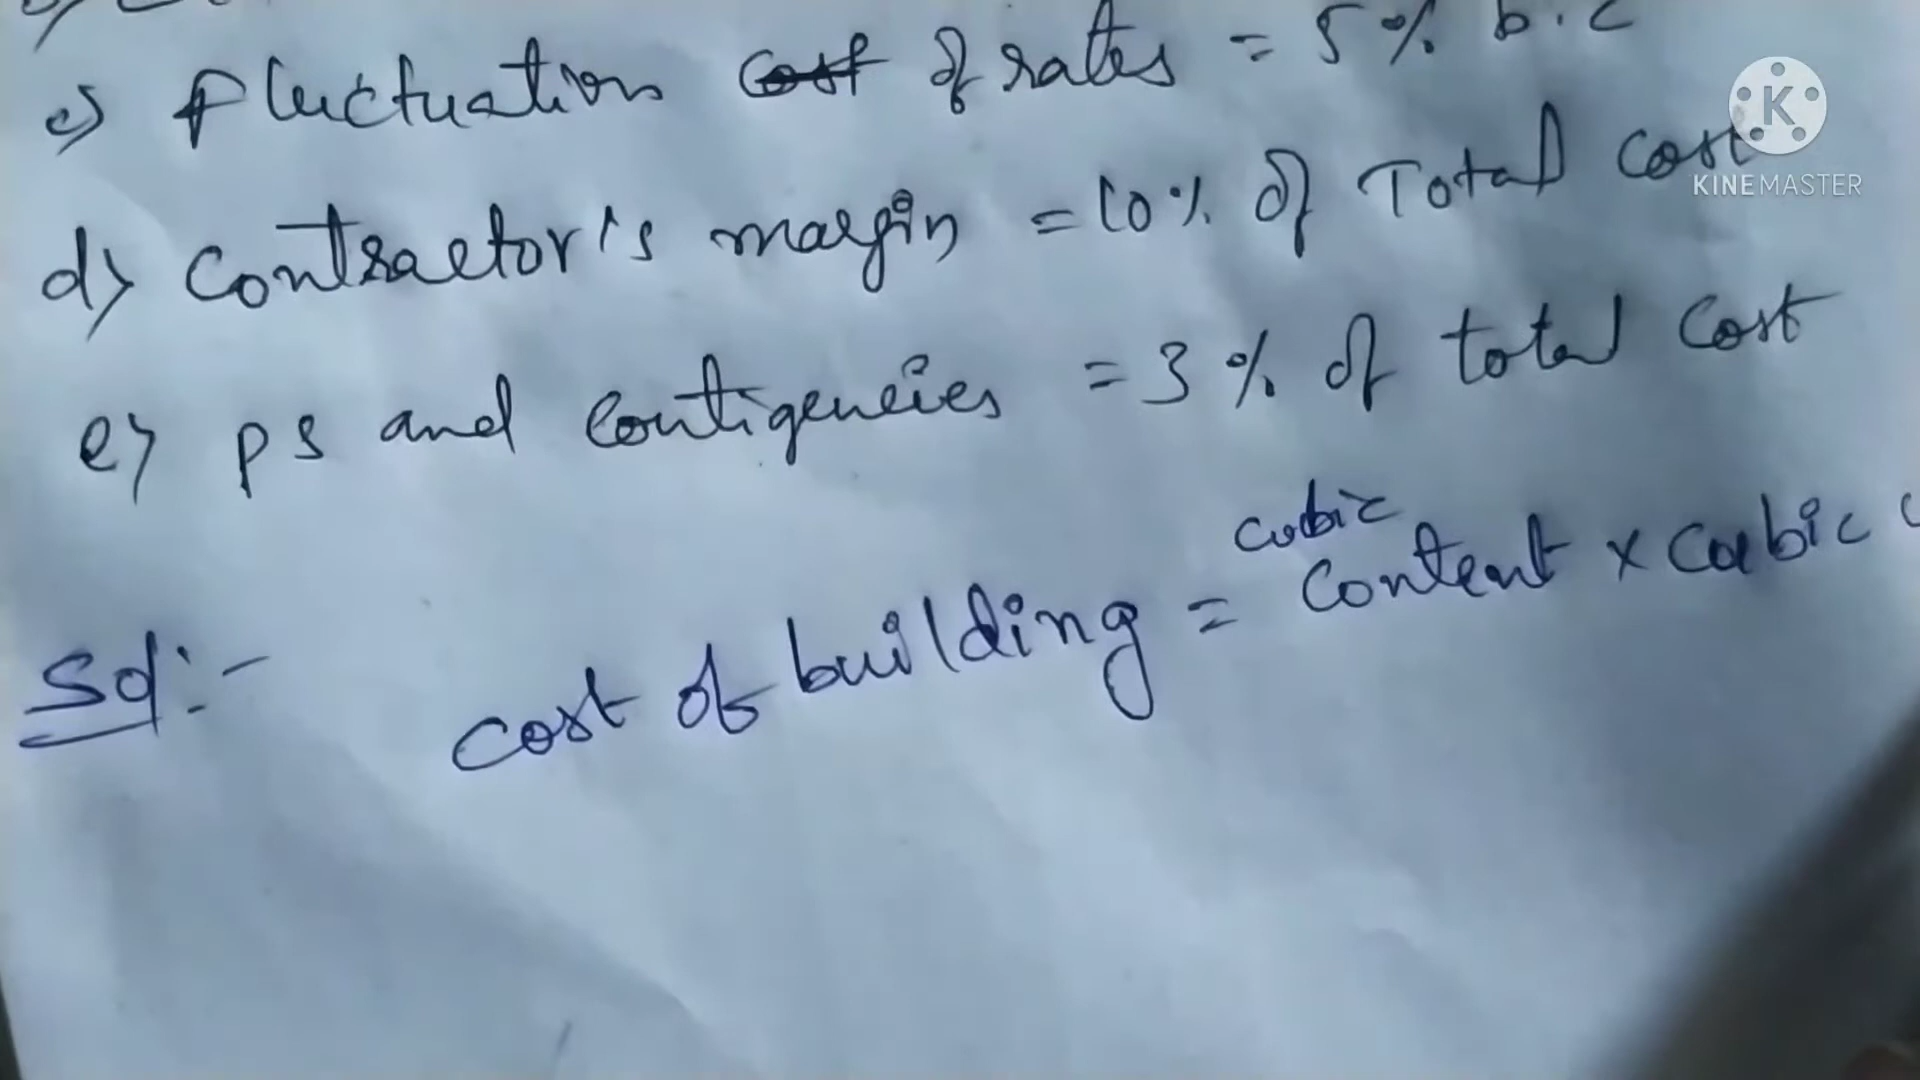 c) Fluctuation cost of rates = 5% b.c
d) Contractor's margin = 10% of Total cost
e) ps and contigencies = 3% of total cost
Sol:- cost of building = cubic content x cubic
KINEMASTER